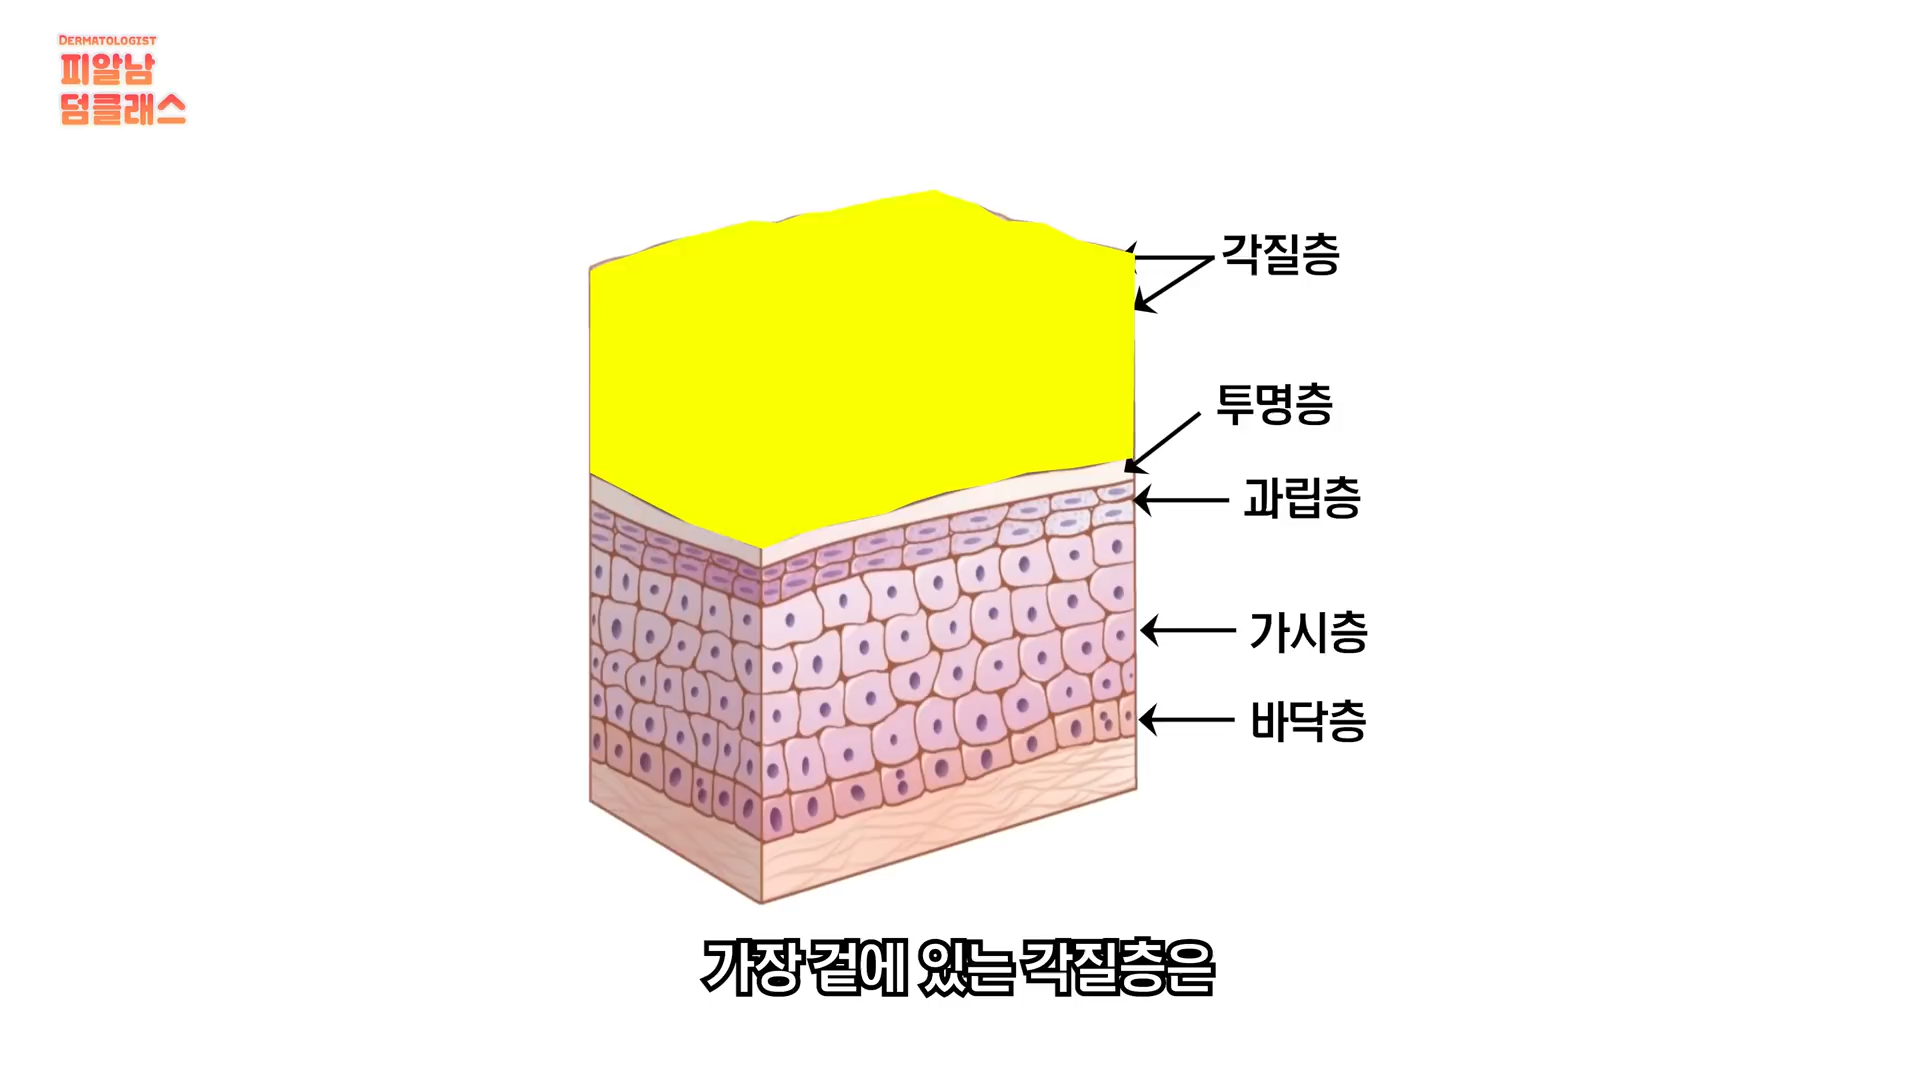 DERMATOLOGIST
피알남
덤클래스
각질층
투명층
과립층
가시층
바닥층
가장 겉에 있는 각질층은